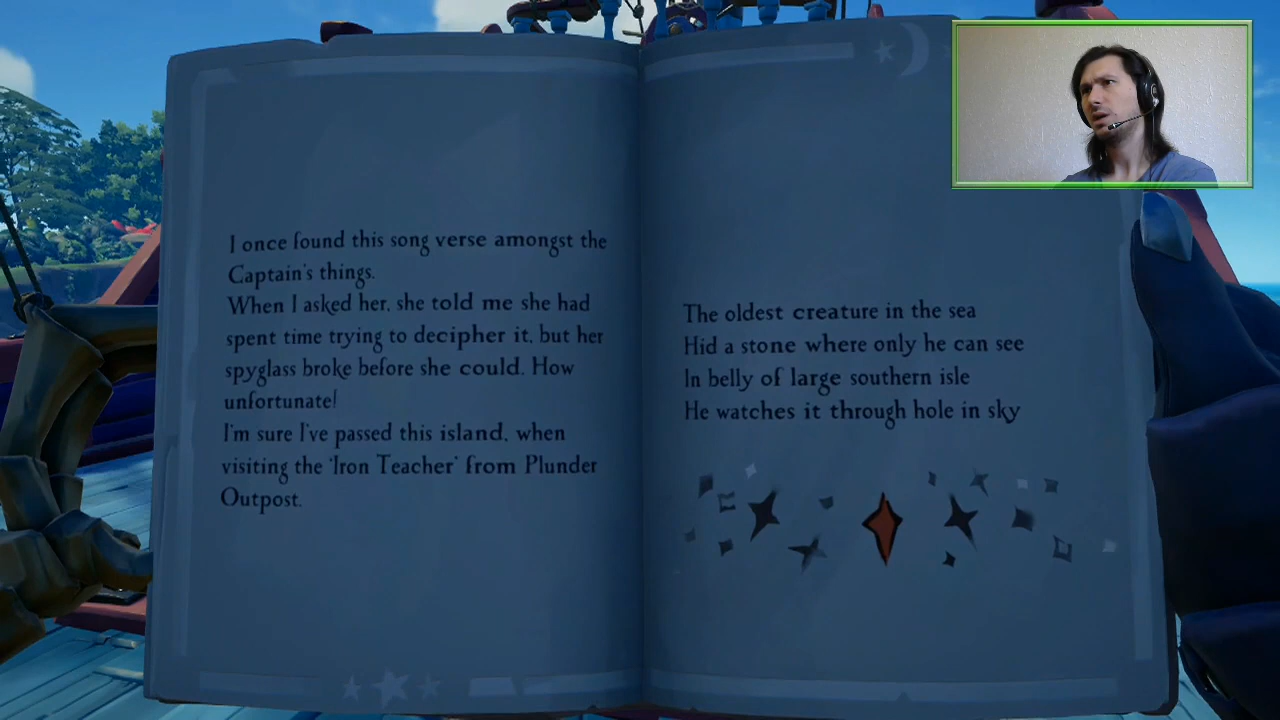 I once found this song verse amongst the
Captain's things.
When I asked her, she told me she had
spent time trying to decipher it, but her
spyglass broke before she could. How
unfortunate!
I'm sure I've passed this island, when
visiting the 'Iron Teacher' from Plunder
Outpost.
The oldest creature in the sea
Hid a stone where only he can see
In belly of large southern isle
He watches it through hole in sky